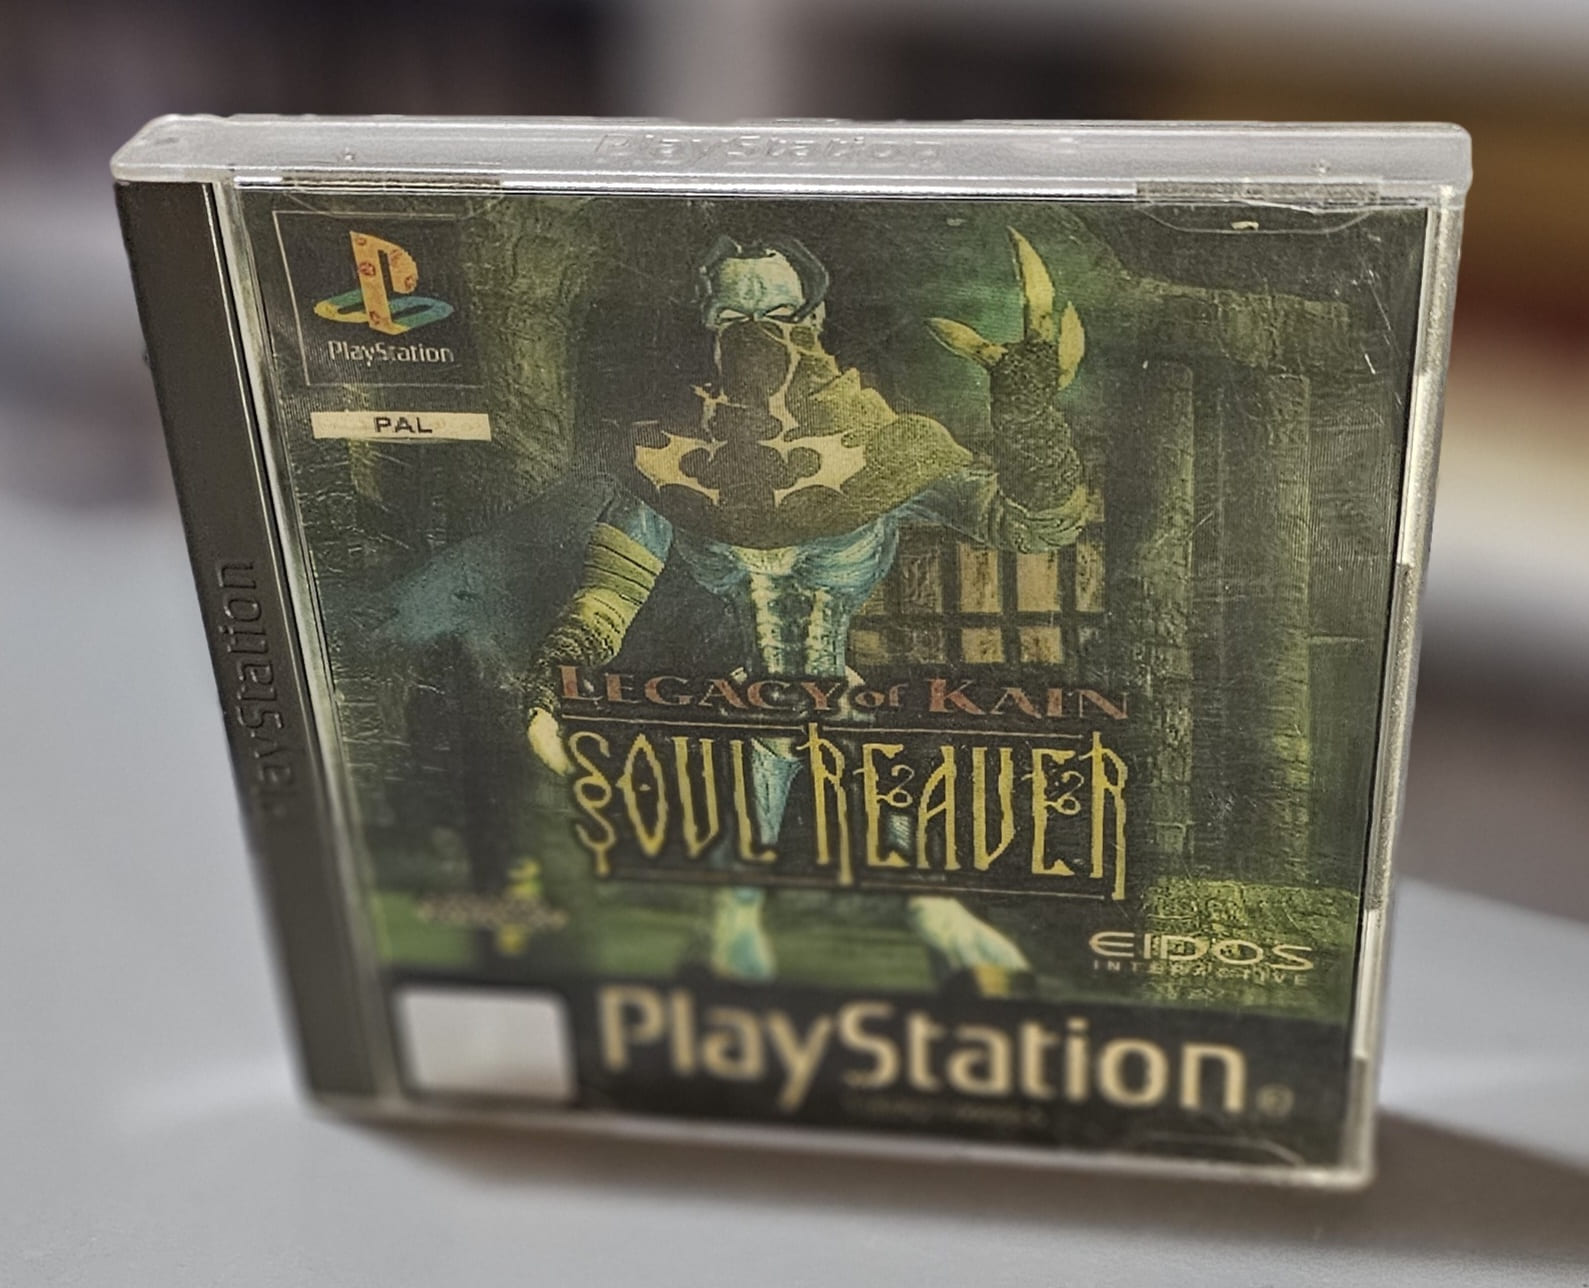 PlayStation
PlayStation
PAL
PlayStation
LEGACY of KAIN
SOUL REAVER
EIDOS
INTERACTIVE
PlayStation®